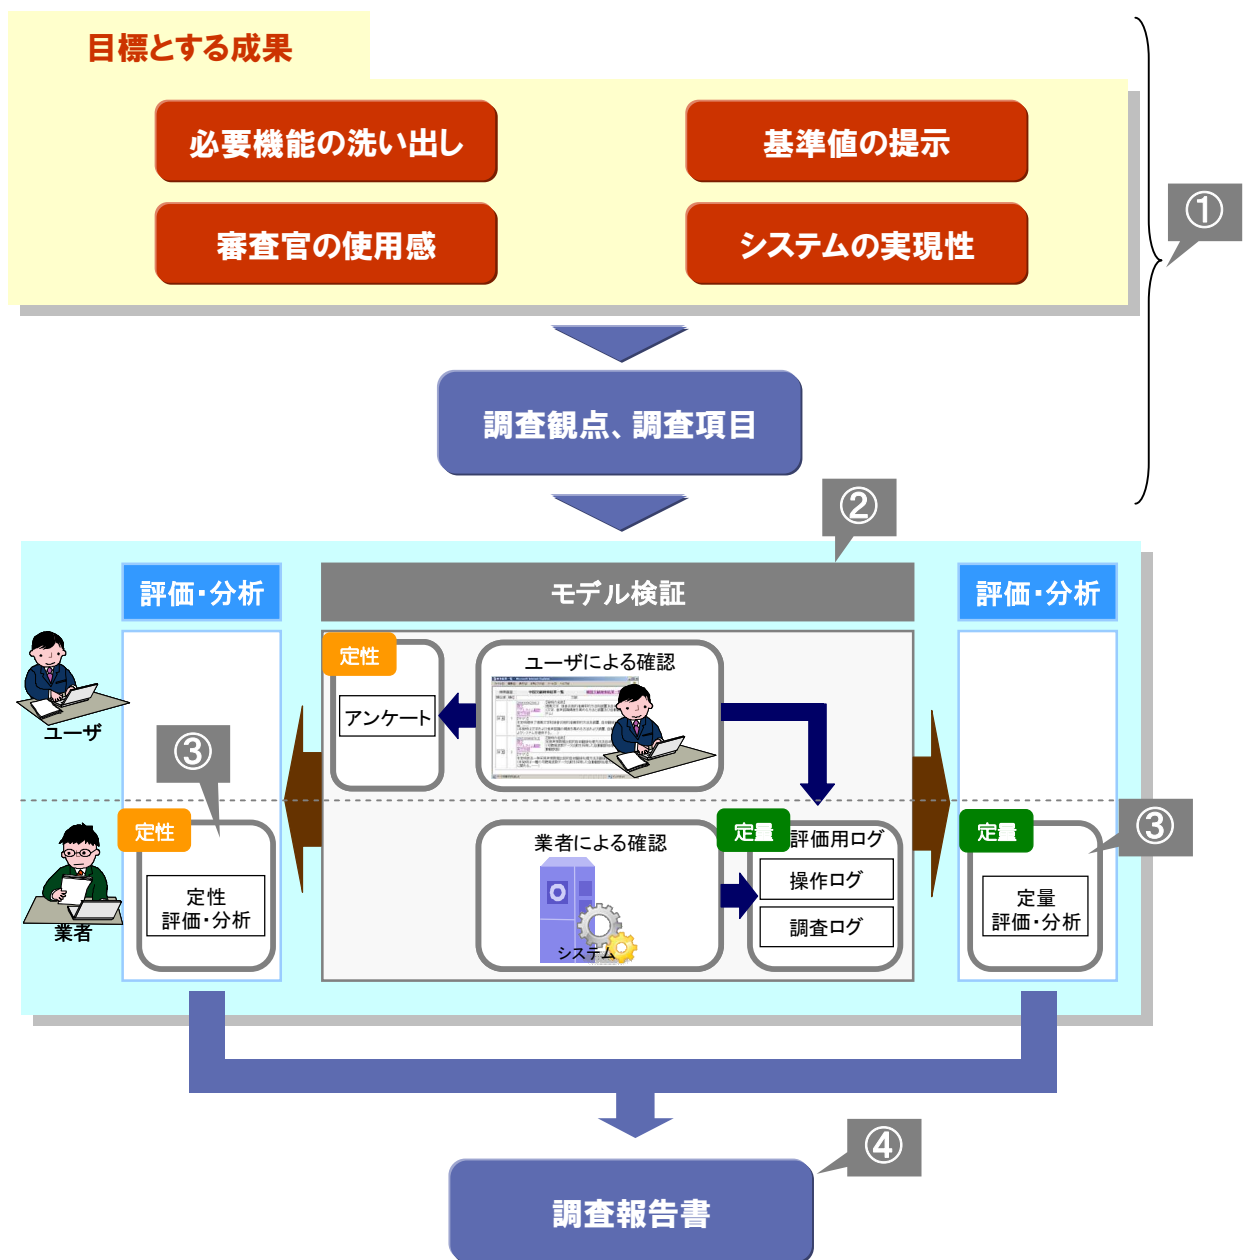 目標とする成果
必要機能の洗い出し
基準値の提示
審査官の使用感
システムの実現性
①
調査観点、調査項目
②
評価・分析
モデル検証
評価・分析
定性
ユーザによる確認
アンケート
ユーザ
③
定性
定性
評価・分析
業者
業者による確認
システム
定量
評価用ログ
操作ログ
調査ログ
定量
③
定量
評価・分析
④
調査報告書